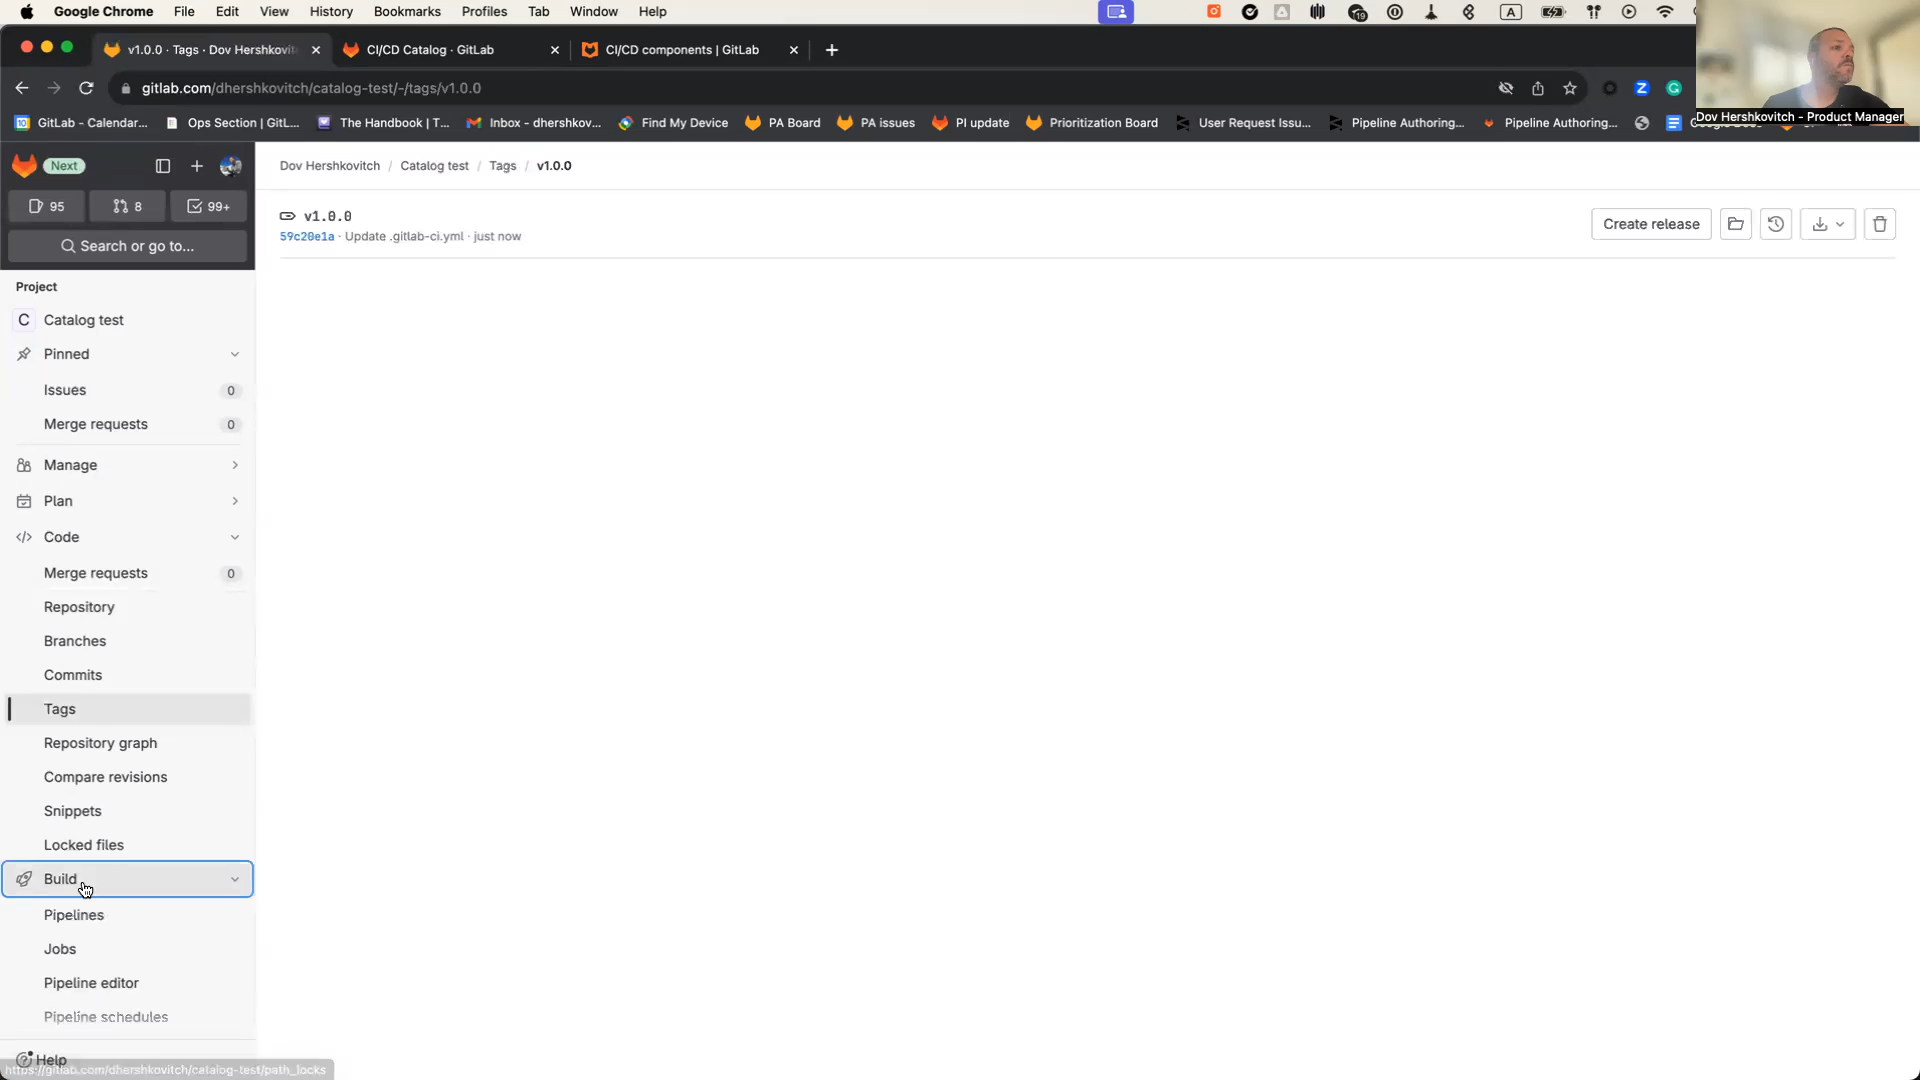 Google Chrome File Edit View History Bookmarks Profiles Tab Window Help
v1.0.0 · Tags · Dov Hershkovit
CI/CD Catalog · GitLab
CI/CD components | GitLab
gitlab.com/dhershkovitch/catalog-test/-/tags/v1.0.0
GitLab - Calendar... Ops Section | GitL... The Handbook | T... Inbox - dhershkov... Find My Device PA Board PA issues PI update Prioritization Board User Request Issu... Pipeline Authoring... Pipeline Authoring...
Dov Hershkovitch - Product Manager
Next
95 8 99+
Search or go to...
Project
C Catalog test
Pinned
Issues 0
Merge requests 0
Manage
Plan
Code
Merge requests 0
Repository
Branches
Commits
Tags
Repository graph
Compare revisions
Snippets
Locked files
Build
Pipelines
Jobs
Pipeline editor
Pipeline schedules
Help
https://gitlab.com/dhershkovitch/catalog-test/path_locks
Dov Hershkovitch / Catalog test / Tags / v1.0.0
v1.0.0
59c20e1a · Update .gitlab-ci.yml · just now
Create release